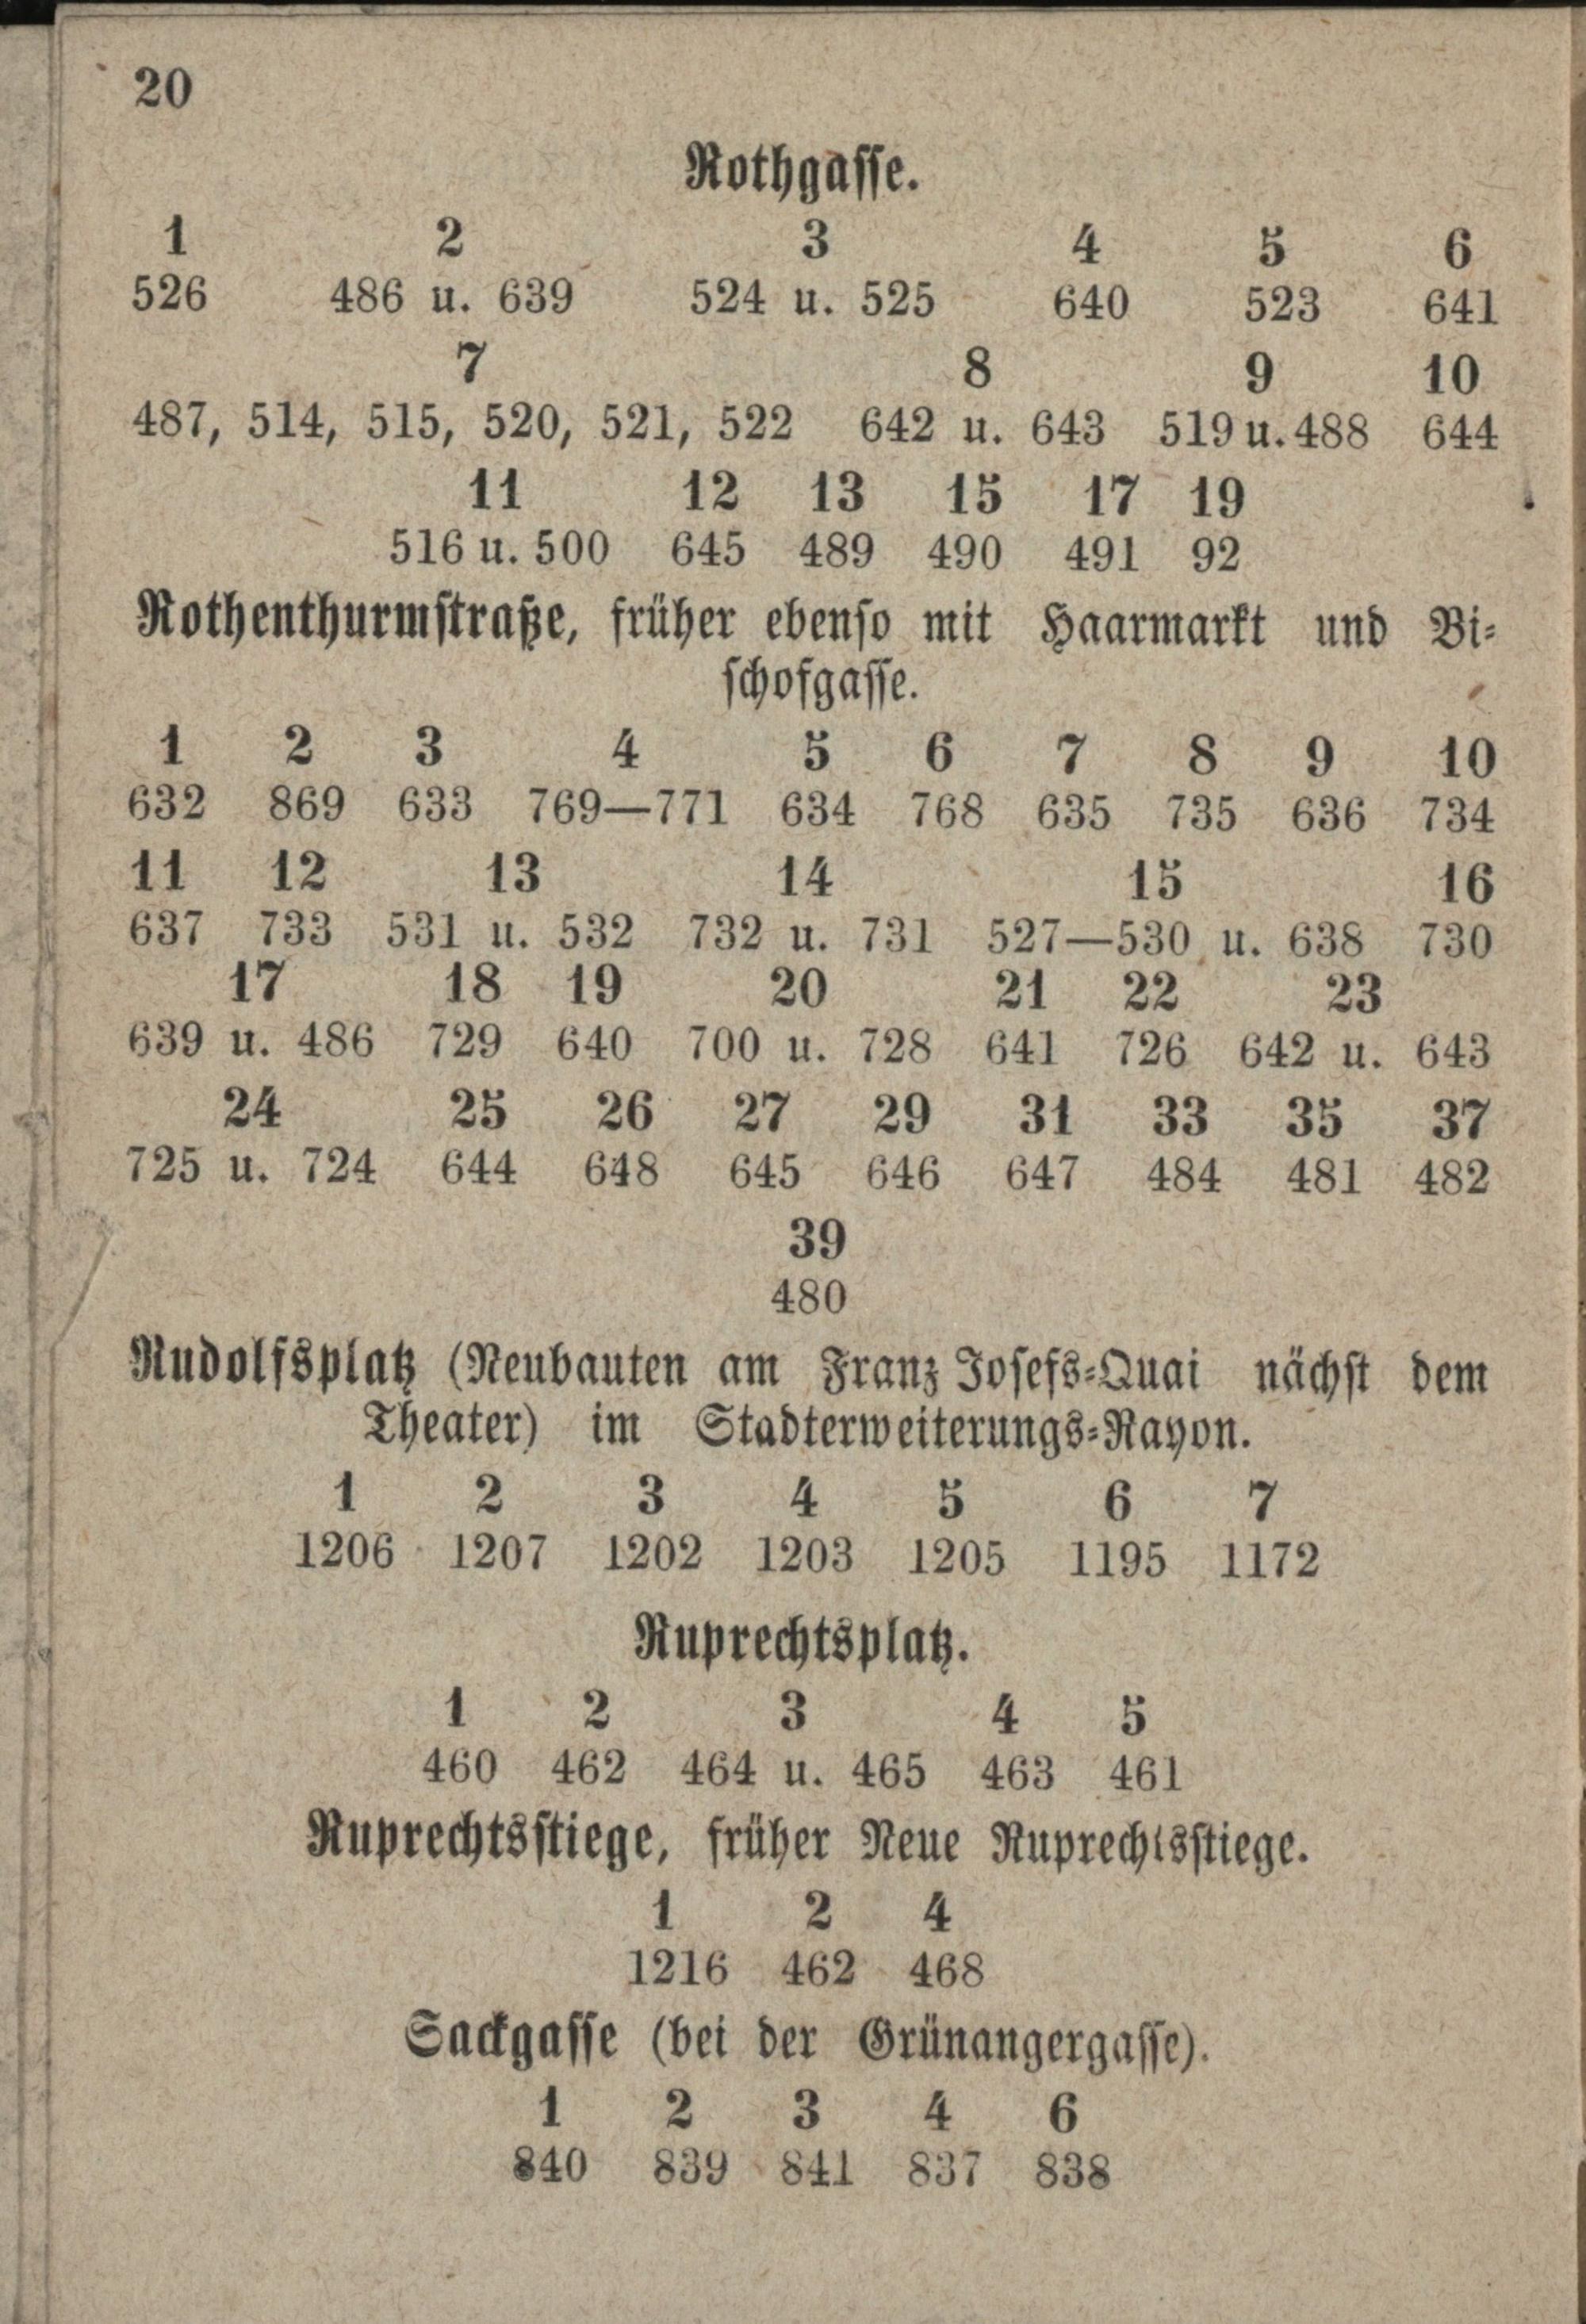 20
Rothgasse.
1 2 3 4 5 6
526 486 u. 639 524 u. 525 640 523 641
7 8 9 10
487, 514, 515, 520, 521, 522 642 u. 643 519 u. 488 644
11 12 13 15 17 19
516 u. 500 645 489 490 491 92
Rothenthurmstraße, früher ebenso mit Haarmarkt und Bi-
schofgasse.
1 2 3 4 5 6 7 8 9 10
632 869 633 769—771 634 768 635 735 636 734
11 12 13 14 15 16
637 733 531 u. 532 732 u. 731 527—530 u. 638 730
17 18 19 20 21 22 23
639 u. 486 729 640 700 u. 728 641 726 642 u. 643
24 25 26 27 29 31 33 35 37
725 u. 724 644 648 645 646 647 484 481 482
39
480
Rudolfsplatz (Neubauten am Franz Josefs-Quai nächst dem
Theater) im Stadterweiterungs-Rayon.
1 2 3 4 5 6 7
1206 1207 1202 1203 1205 1195 1172
Ruprechtsplatz.
1 2 3 4 5
460 462 464 u. 465 463 461
Ruprechtsstiege, früher Neue Ruprechtsstiege.
1 2 4
1216 462 468
Sackgasse (bei der Grünangergasse).
1 2 3 4 6
840 839 841 837 838